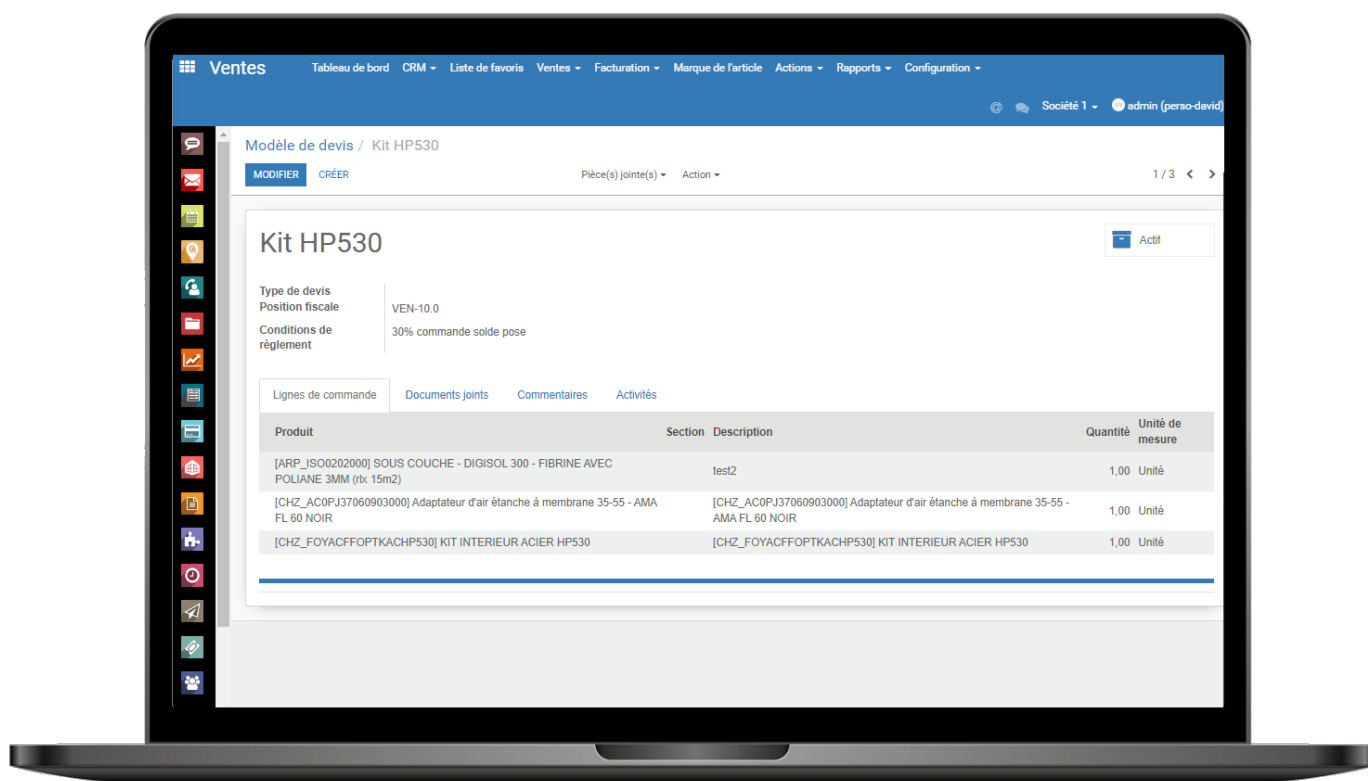 Ventes Tableau de bord CRM Liste de favoris Ventes Facturation Marque de l'article Actions Rapports Configuration
@ Société 1 admin (perso-david)
Modèle de devis / Kit HP530
MODIFIER CRÉER Pièce(s) jointe(s) Action 1 / 3
Kit HP530
Actif
Type de devis
Position fiscale VEN-10.0
Conditions de 30% commande solde pose
règlement
Lignes de commande Documents joints Commentaires Activités
Produit Section Description Quantité Unité de
mesure
[ARP_ISO0202000] SOUS COUCHE - DIGISOL 300 - FIBRINE AVEC
POLIANE 3MM (rlx 15m2) test2 1,00 Unité
[CHZ_AC0PJ37060903000] Adaptateur d'air étanche à membrane 35-55 - AMA [CHZ_AC0PJ37060903000] Adaptateur d'air étanche à membrane 35-55 -
FL 60 NOIR AMA FL 60 NOIR 1,00 Unité
[CHZ_FOYACFFOPTKACHP530] KIT INTERIEUR ACIER HP530 [CHZ_FOYACFFOPTKACHP530] KIT INTERIEUR ACIER HP530 1,00 Unité